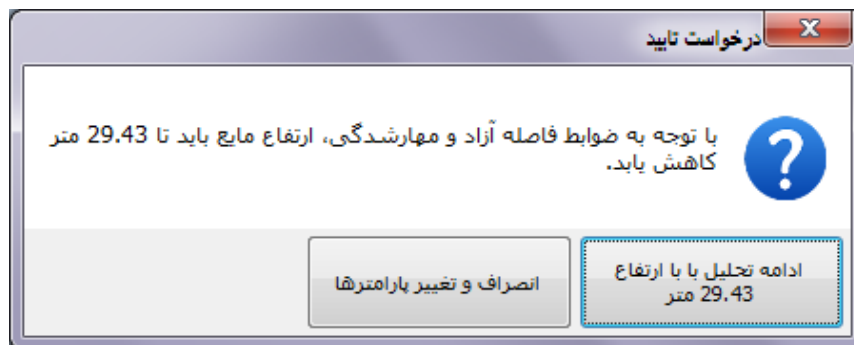 درخواست تایید
با توجه به ضوابط فاصله آزاد و مهارشدگی، ارتفاع مایع باید تا 29.43 متر
کاهش یابد.
ادامه تحلیل با با ارتفاع
29.43 متر
انصراف و تغییر پارامترها